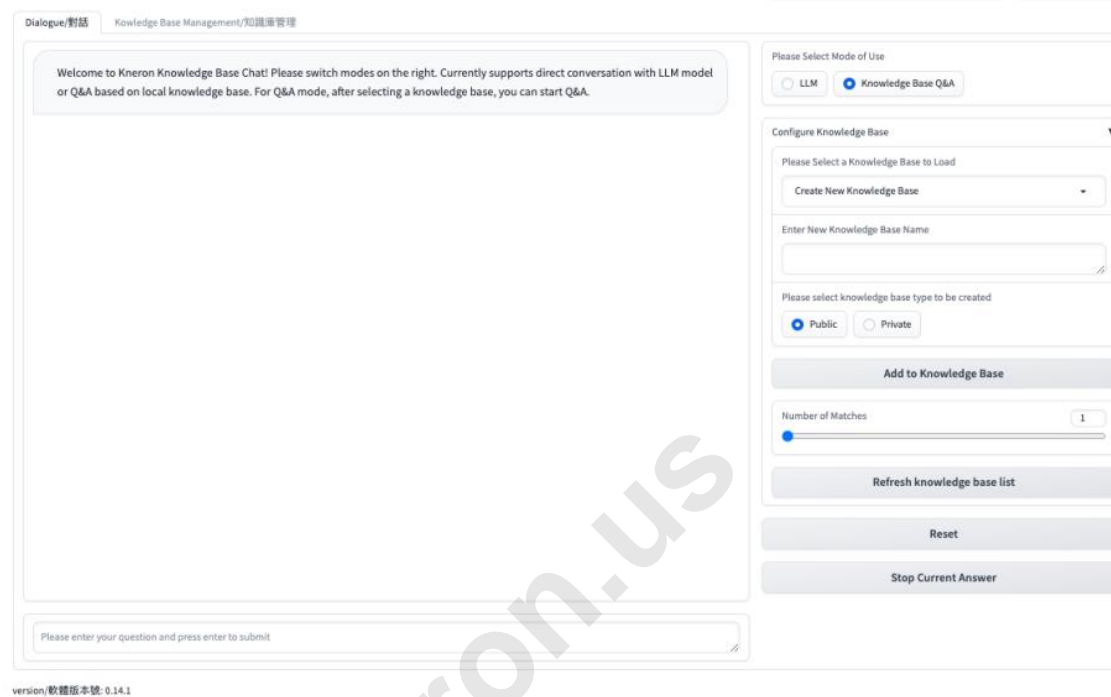 Dialogue/對話
Kowledge Base Management/知識庫管理
Welcome to Kneron Knowledge Base Chat! Please switch modes on the right. Currently supports direct conversation with LLM model
or Q&A based on local knowledge base. For Q&A mode, after selecting a knowledge base, you can start Q&A.
Please Select Mode of Use
LLM
Knowledge Base Q&A
Configure Knowledge Base
Please Select a Knowledge Base to Load
Create New Knowledge Base
Enter New Knowledge Base Name
Please select knowledge base type to be created
Public
Private
Add to Knowledge Base
Number of Matches
1
Refresh knowledge base list
Reset
Stop Current Answer
Please enter your question and press enter to submit
version/軟體版本號: 0.14.1
ron.us